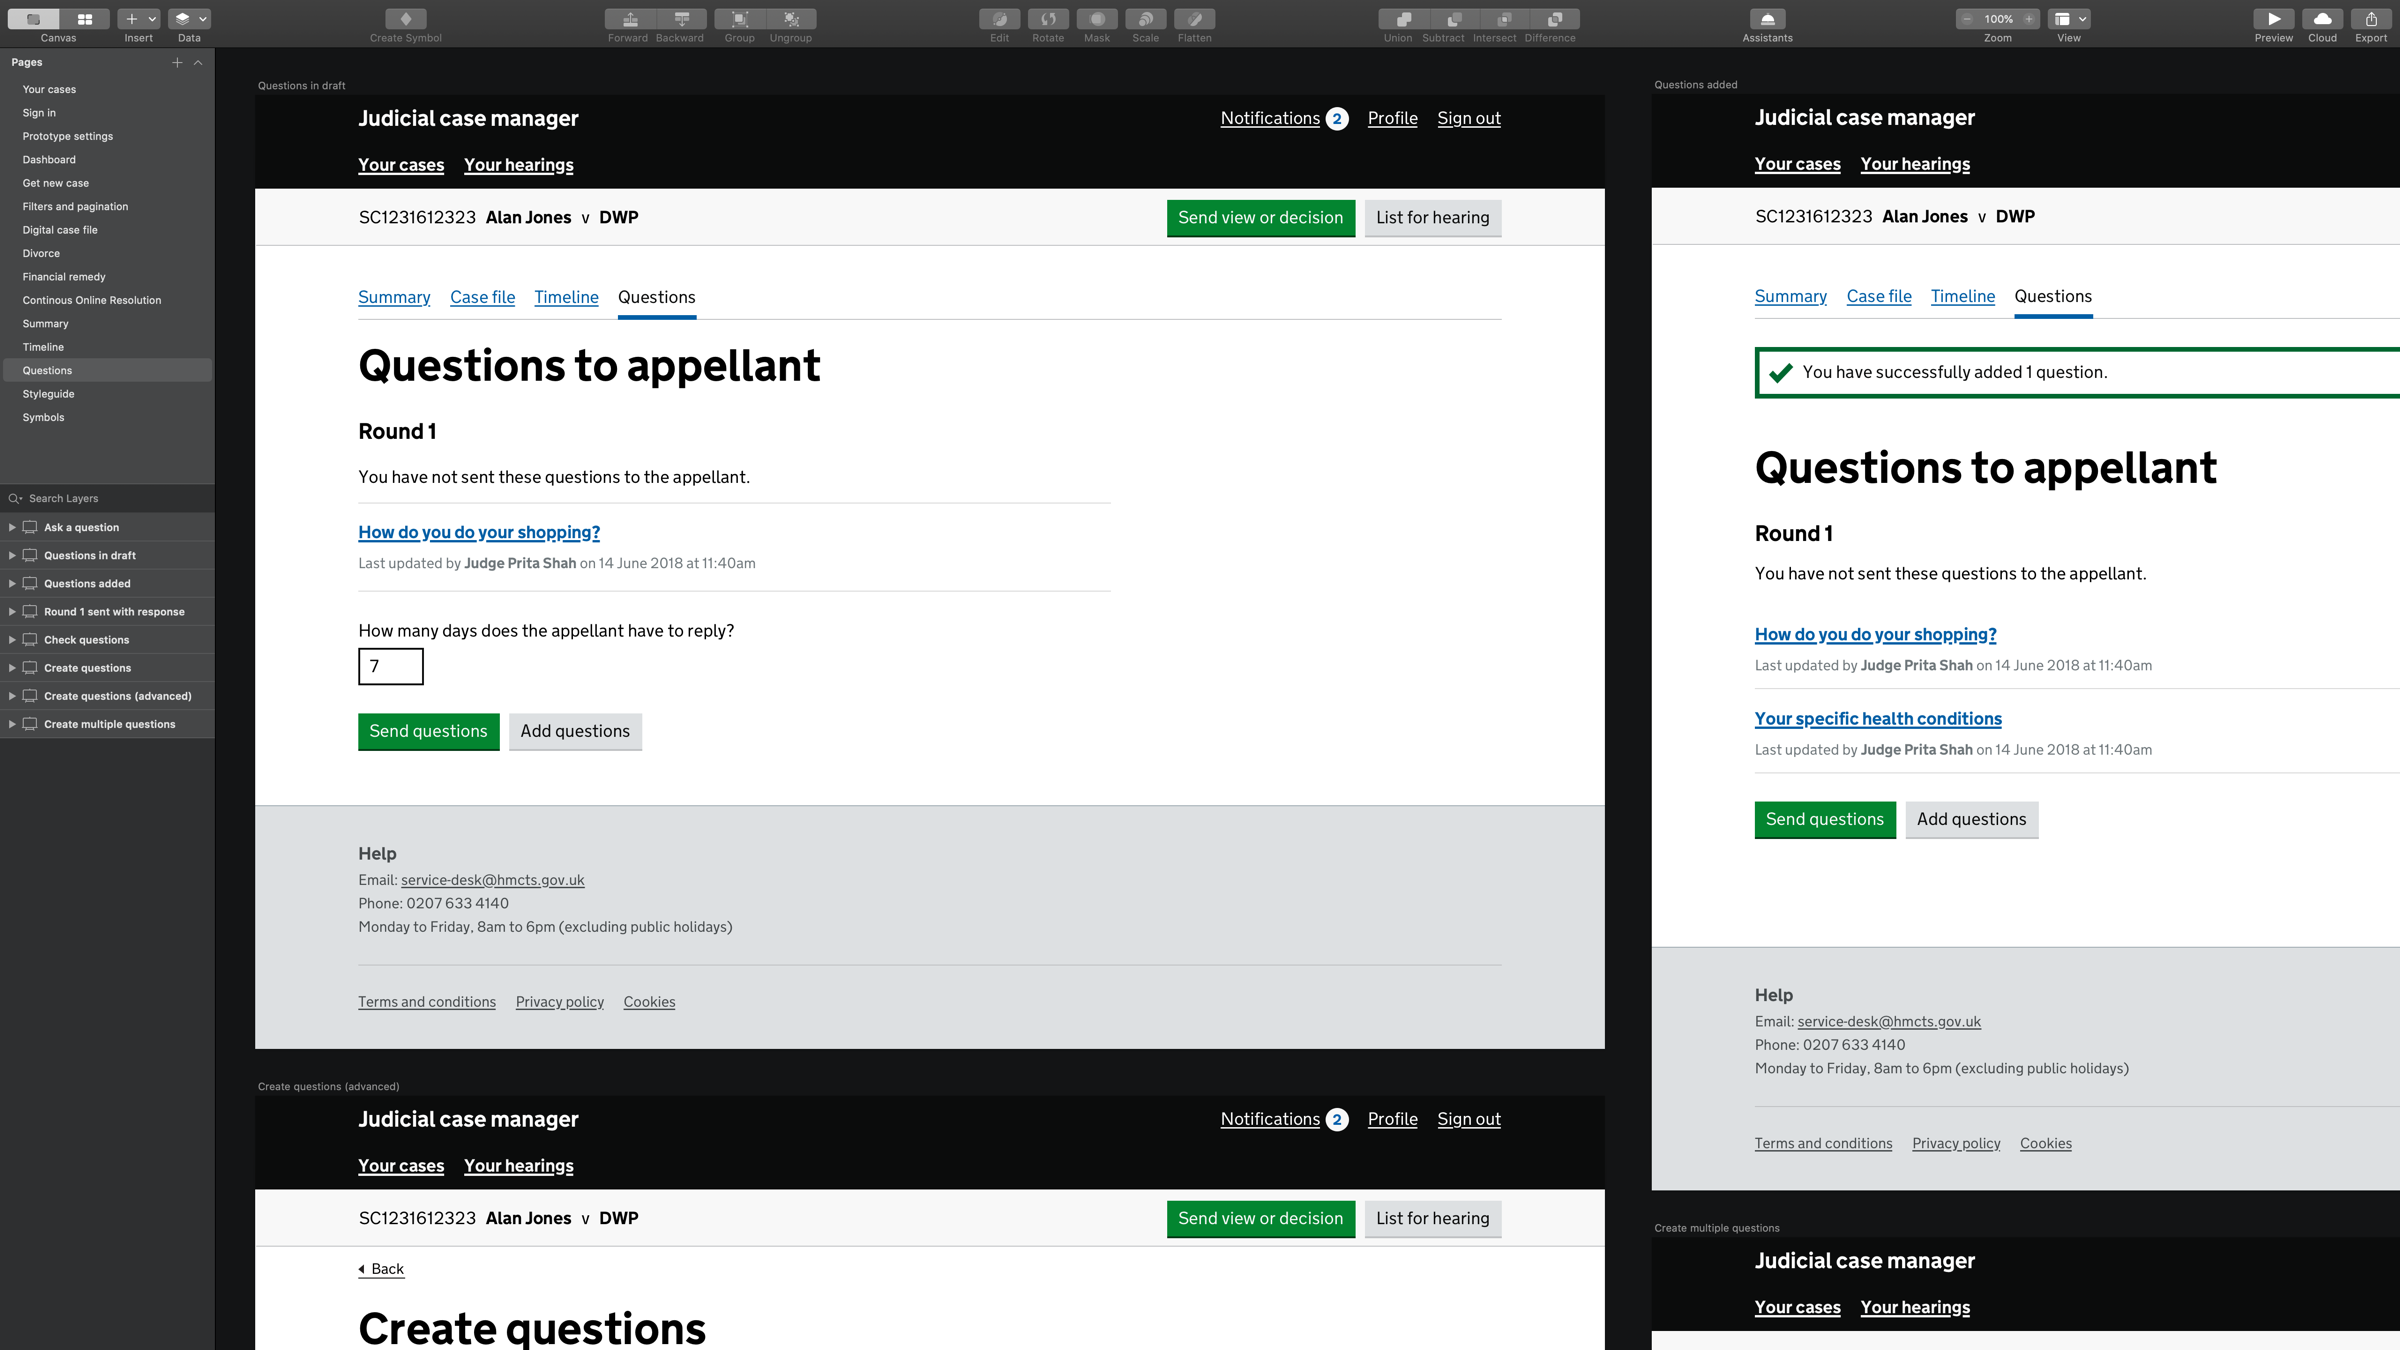 Canvas
Insert
Data
Create Symbol
Forward Backward
Group
Ungroup
Edit
Rotate
Mask
Scale
Flatten
Union Subtract Intersect Difference
Assistants
100%
Zoom
View
Preview
Cloud
Export
Pages
Your cases
Sign in
Prototype settings
Dashboard
Get new case
Filters and pagination
Digital case file
Divorce
Financial remedy
Continous Online Resolution
Summary
Timeline
Questions
Styleguide
Symbols
Search Layers
Ask a question
Questions in draft
Questions added
Round 1 sent with response
Check questions
Create questions
Create questions (advanced)
Create multiple questions
Questions in draft
Judicial case manager
Notifications 2 Profile Sign out
Your cases Your hearings
SC1231612323 Alan Jones v DWP
Send view or decision
List for hearing
Summary Case file Timeline Questions
Questions to appellant
Round 1
You have not sent these questions to the appellant.
How do you do your shopping?
Last updated by Judge Prita Shah on 14 June 2018 at 11:40am
How many days does the appellant have to reply?
7
Send questions
Add questions
Help
Email: service-desk@hmcts.gov.uk
Phone: 0207 633 4140
Monday to Friday, 8am to 6pm (excluding public holidays)
Terms and conditions Privacy policy Cookies
Create questions (advanced)
Judicial case manager
Notifications 2 Profile Sign out
Your cases Your hearings
SC1231612323 Alan Jones v DWP
Send view or decision
List for hearing
Back
Create questions
Questions added
Judicial case manager
Your cases Your hearings
SC1231612323 Alan Jones v DWP
Summary Case file Timeline Questions
You have successfully added 1 question.
Questions to appellant
Round 1
You have not sent these questions to the appellant.
How do you do your shopping?
Last updated by Judge Prita Shah on 14 June 2018 at 11:40am
Your specific health conditions
Last updated by Judge Prita Shah on 14 June 2018 at 11:40am
Send questions
Add questions
Help
Email: service-desk@hmcts.gov.uk
Phone: 0207 633 4140
Monday to Friday, 8am to 6pm (excluding public holidays)
Terms and conditions Privacy policy Cookies
Create multiple questions
Judicial case manager
Your cases Your hearings